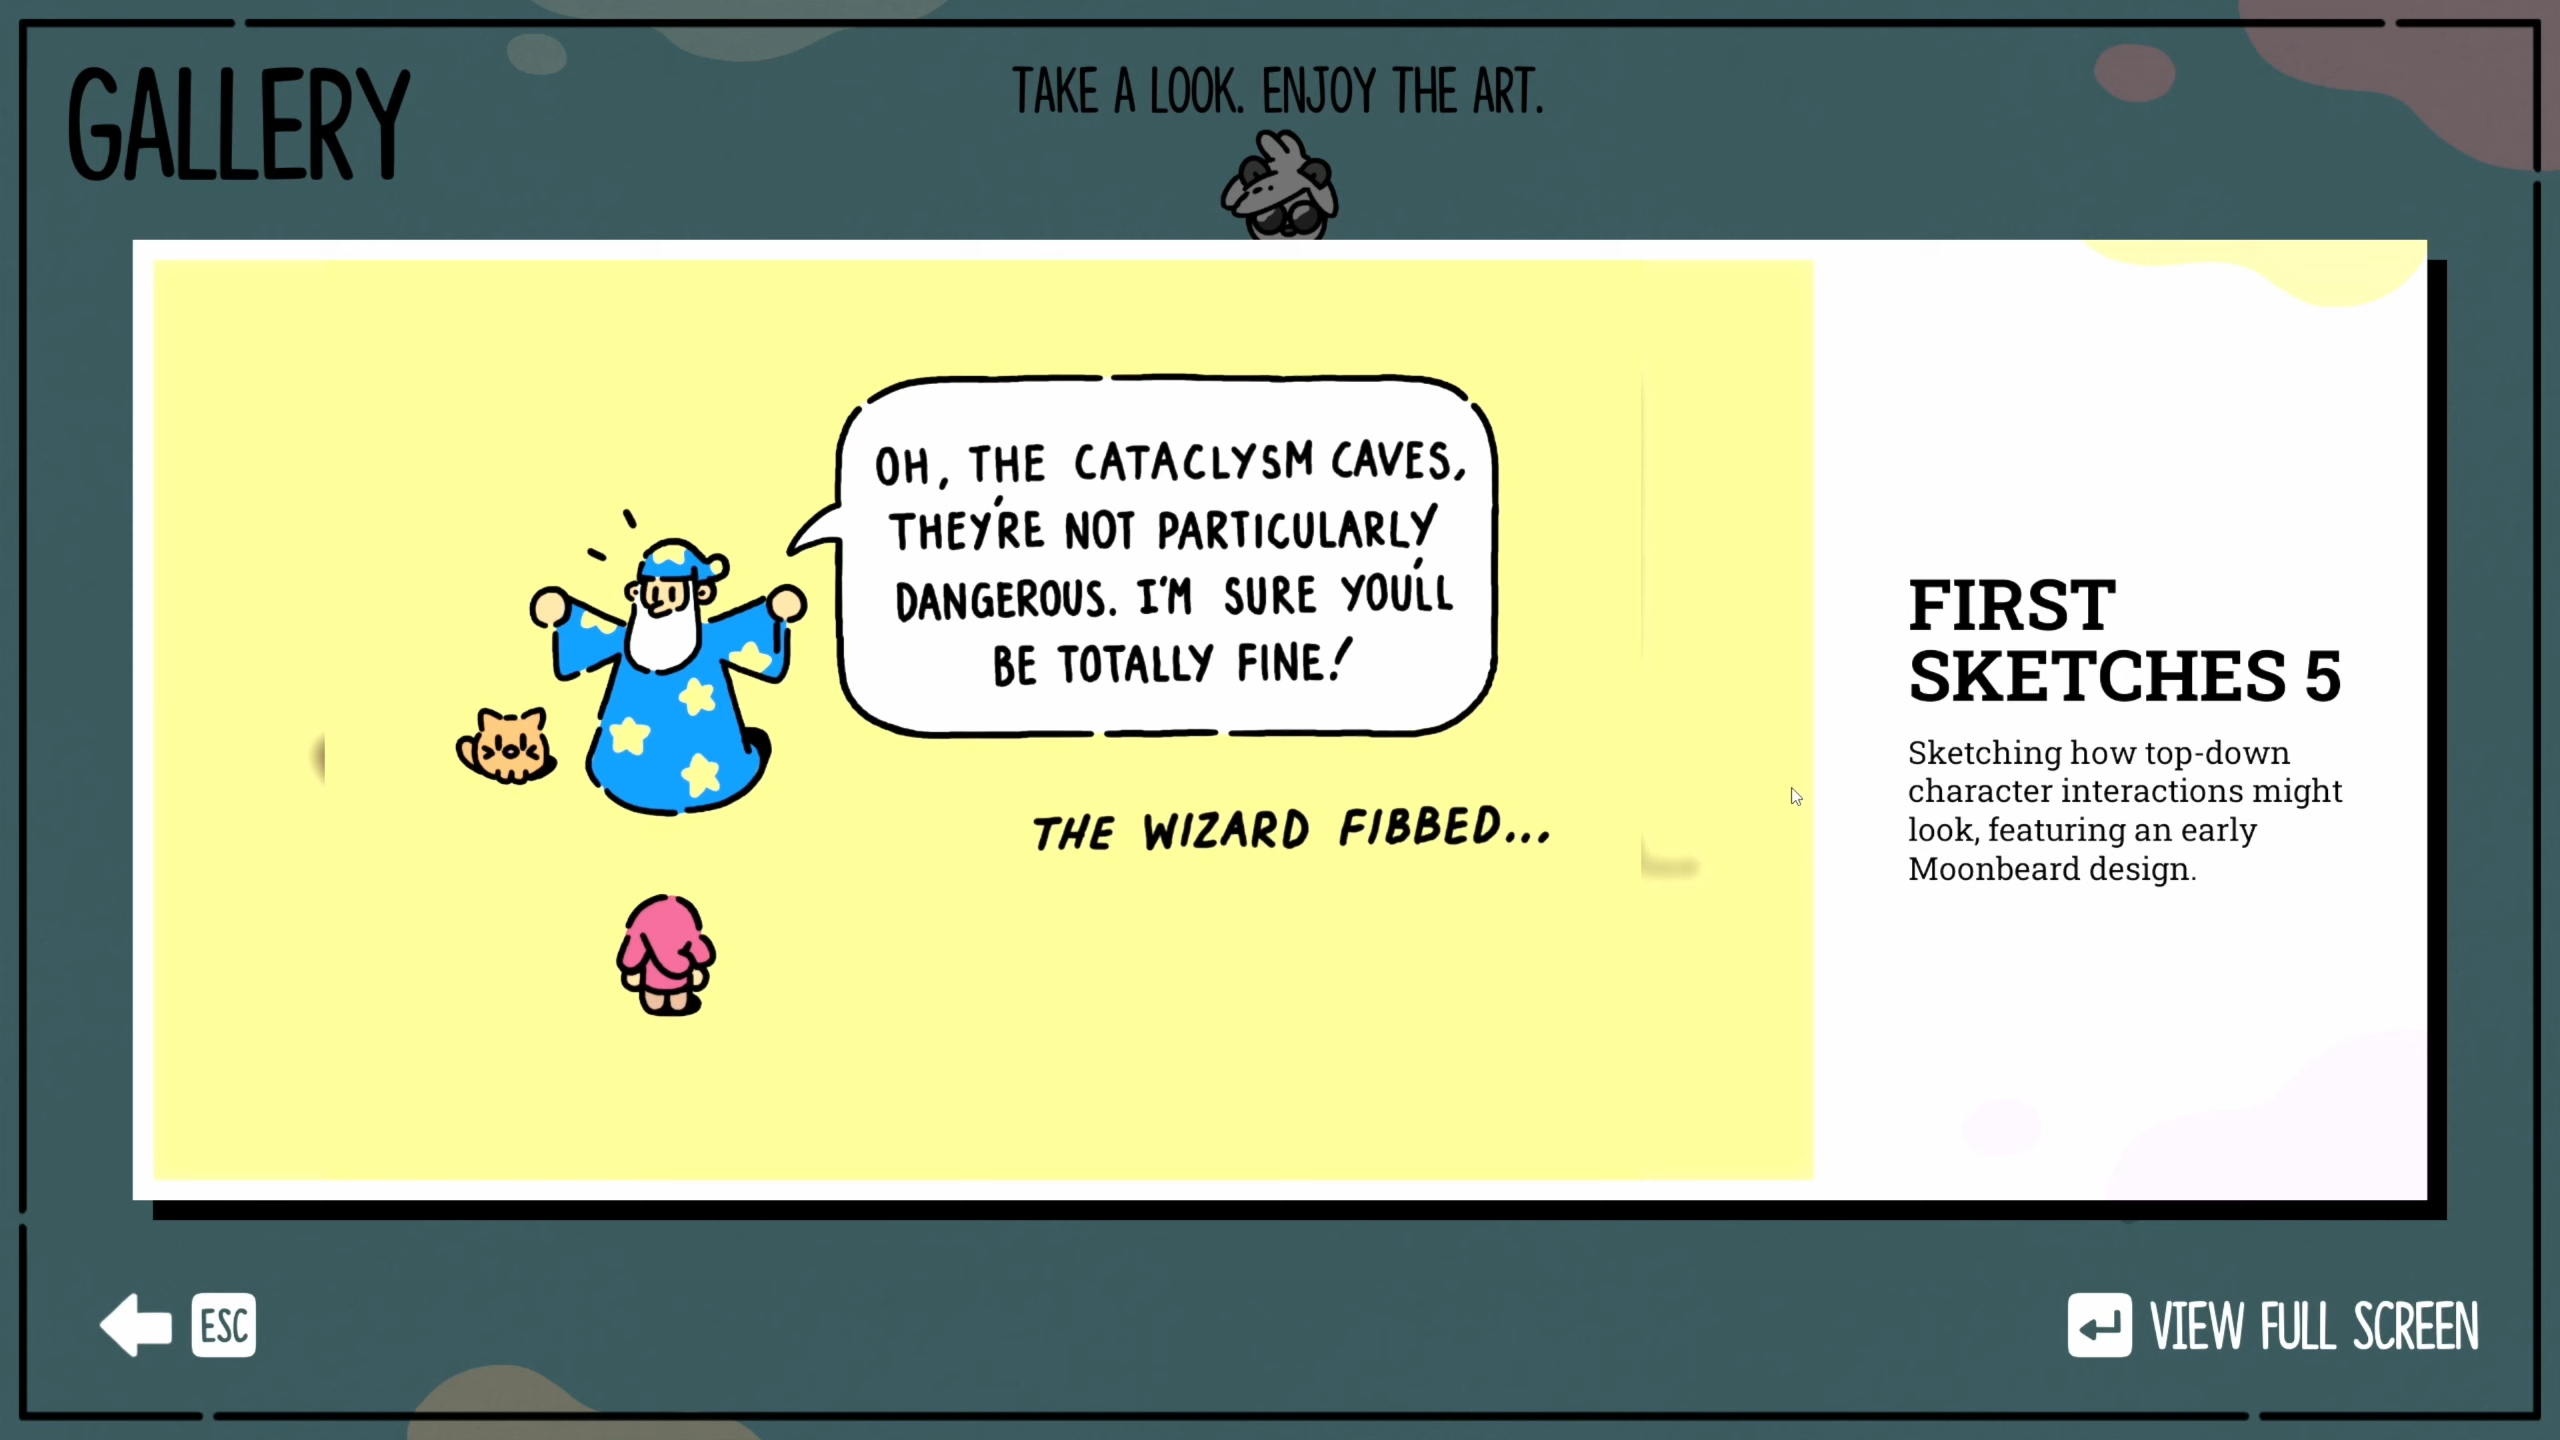 GALLERY
TAKE A LOOK. ENJOY THE ART.
OH, THE CATACLYSM CAVES,
THEY'RE NOT PARTICULARLY
DANGEROUS. I'M SURE YOU'LL
BE TOTALLY FINE!
THE WIZARD FIBBED...
FIRST
SKETCHES 5
Sketching how top-down
character interactions might
look, featuring an early
Moonbeard design.
ESC
VIEW FULL SCREEN